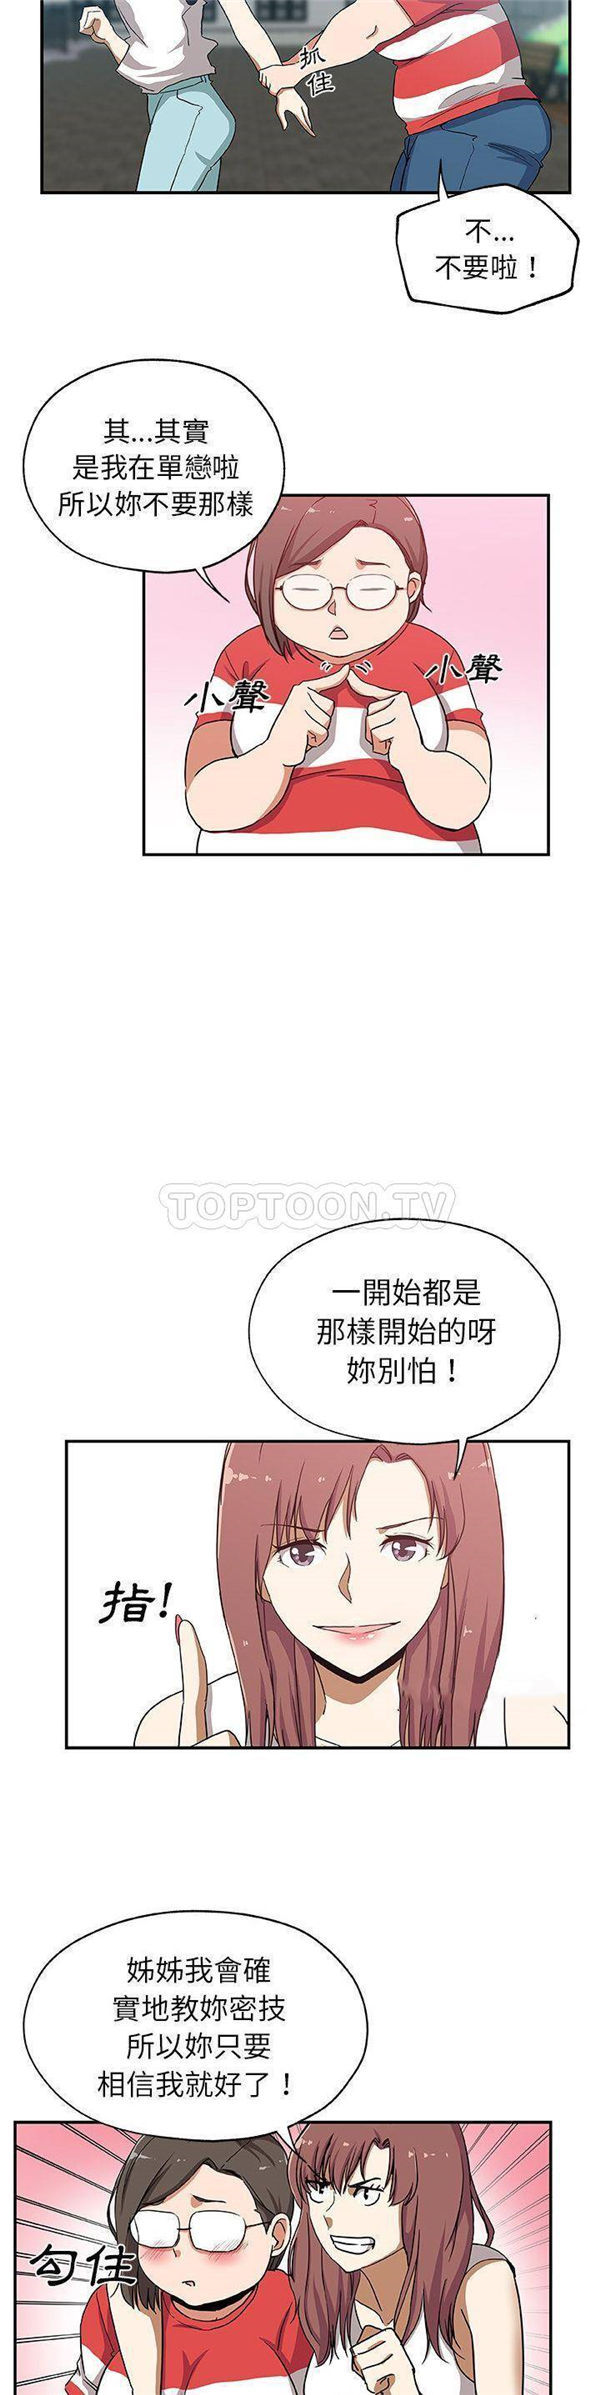 抓住
不...
不要啦！
其...其實
是我在單戀啦
所以妳不要那樣
小聲
小聲
TOPTOON.TV
一開始都是
那樣開始的呀
妳別怕！
指!
姊姊我會確
實地教妳密技
所以妳只要
相信我就好了！
勾住